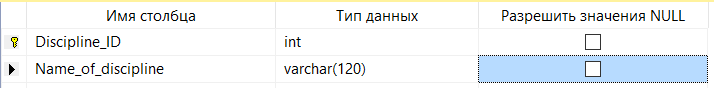 Имя столбца Тип данных Разрешить значения NULL
Discipline_ID int
Name_of_discipline varchar(120)